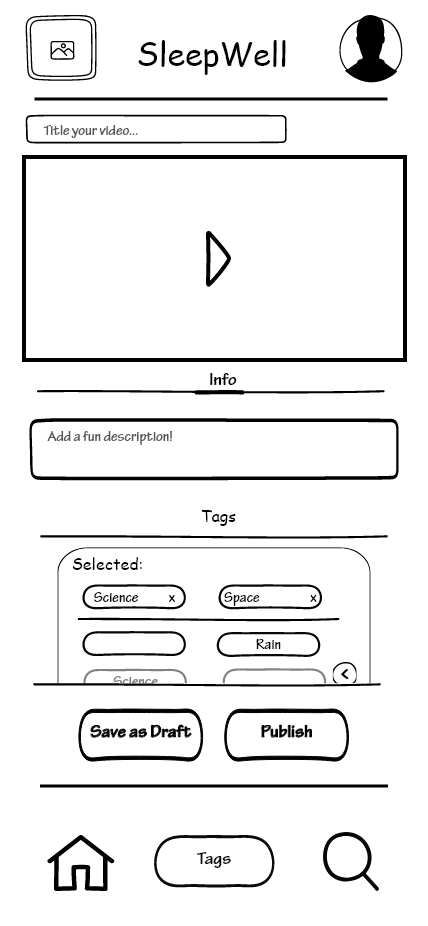 SleepWell
Title your video...
Info
Add a fun description!
Tags
Selected:
Science x Space x
Rain
Science
Save as Draft Publish
Tags